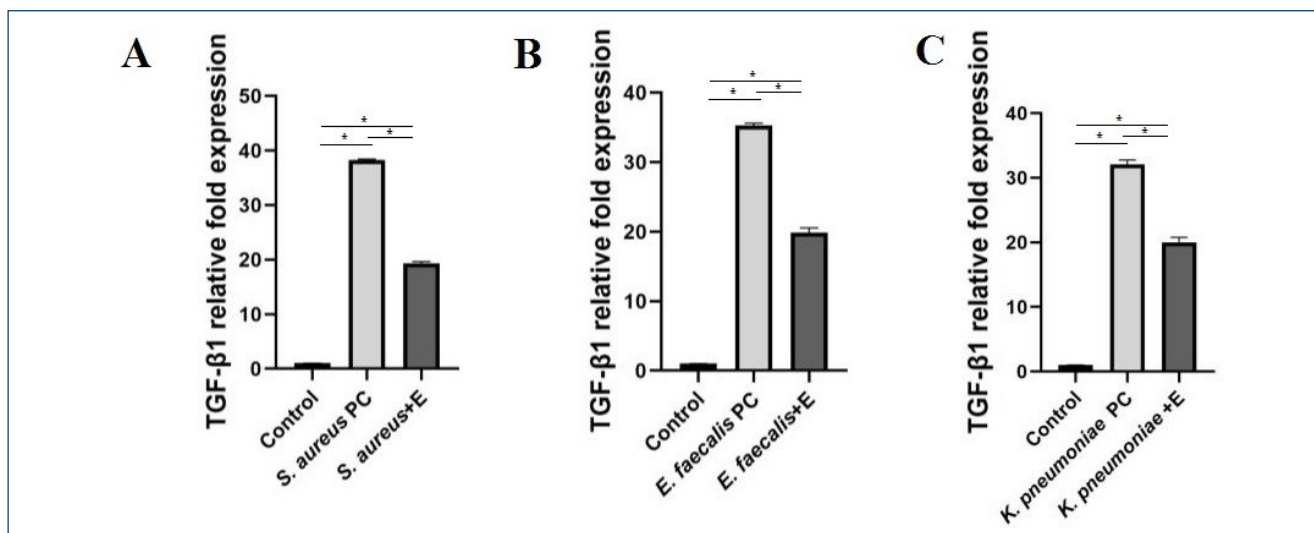 A
TGF-β1 relative fold expression
50
40
30
20
10
0
*
*
*
Control
S. aureus PC
S. aureus+E
B
TGF-β1 relative fold expression
40
30
20
10
0
*
*
*
Control
E. faecalis PC
E. faecalis+E
C
TGF-β1 relative fold expression
40
30
20
10
0
*
*
*
Control
K. pneumoniae PC
K. pneumoniae +E